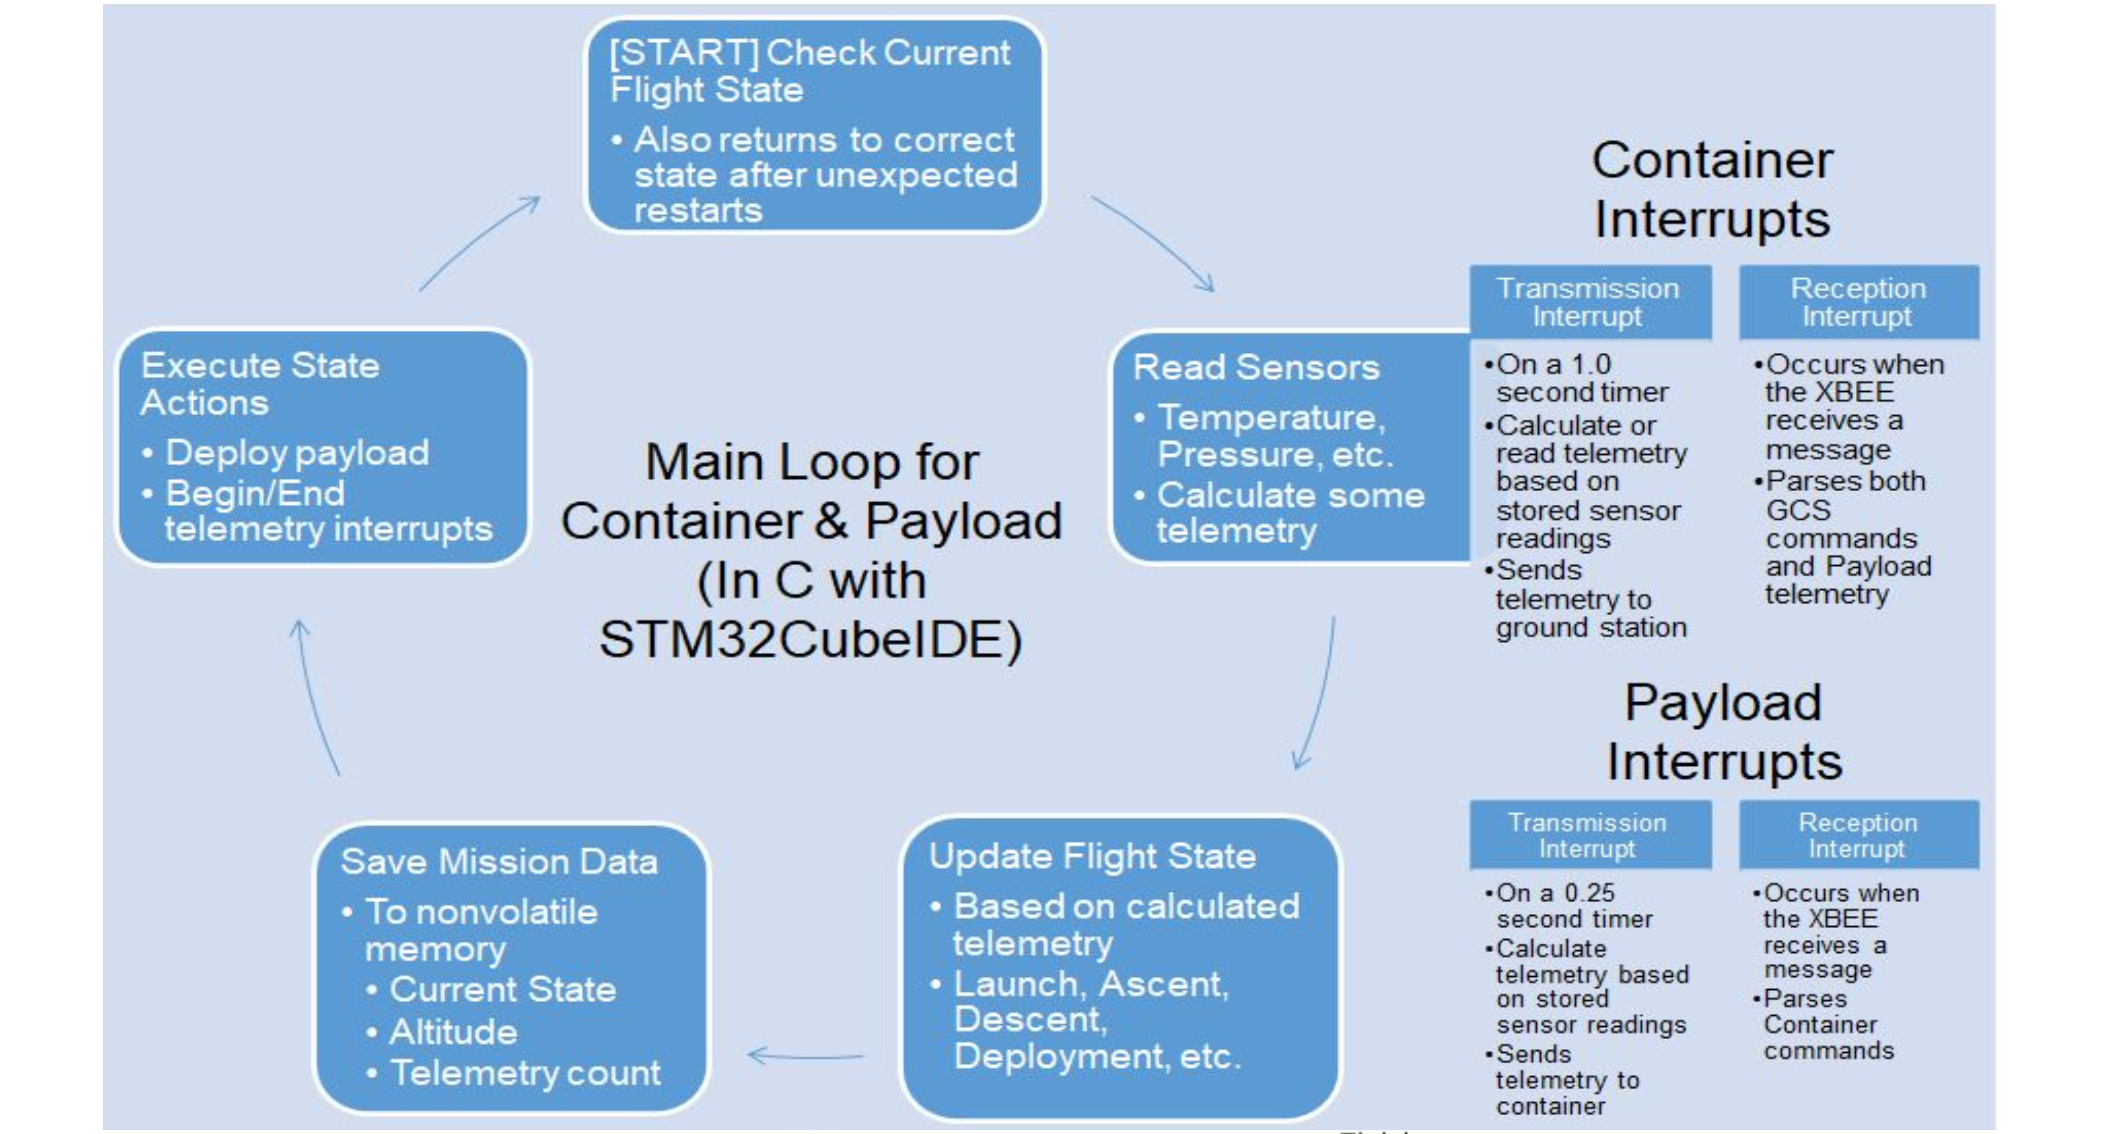 [START] Check Current
Flight State
• Also returns to correct
state after unexpected
restarts
Read Sensors
• Temperature,
Pressure, etc.
• Calculate some
telemetry
Update Flight State
• Based on calculated
telemetry
• Launch, Ascent,
Descent,
Deployment, etc.
Save Mission Data
• To nonvolatile
memory
• Current State
• Altitude
• Telemetry count
Execute State
Actions
• Deploy payload
• Begin/End
telemetry interrupts
Main Loop for
Container & Payload
(In C with
STM32CubeIDE)
Container
Interrupts
Transmission
Interrupt
•On a 1.0
second timer
•Calculate or
read telemetry
based on
stored sensor
readings
•Sends
telemetry to
ground station
Reception
Interrupt
•Occurs when
the XBEE
receives a
message
•Parses both
GCS
commands
and Payload
telemetry
Payload
Interrupts
Transmission
Interrupt
•On a 0.25
second timer
•Calculate
telemetry based
on stored
sensor readings
•Sends
telemetry to
container
Reception
Interrupt
•Occurs when
the XBEE
receives a
message
•Parses
Container
commands